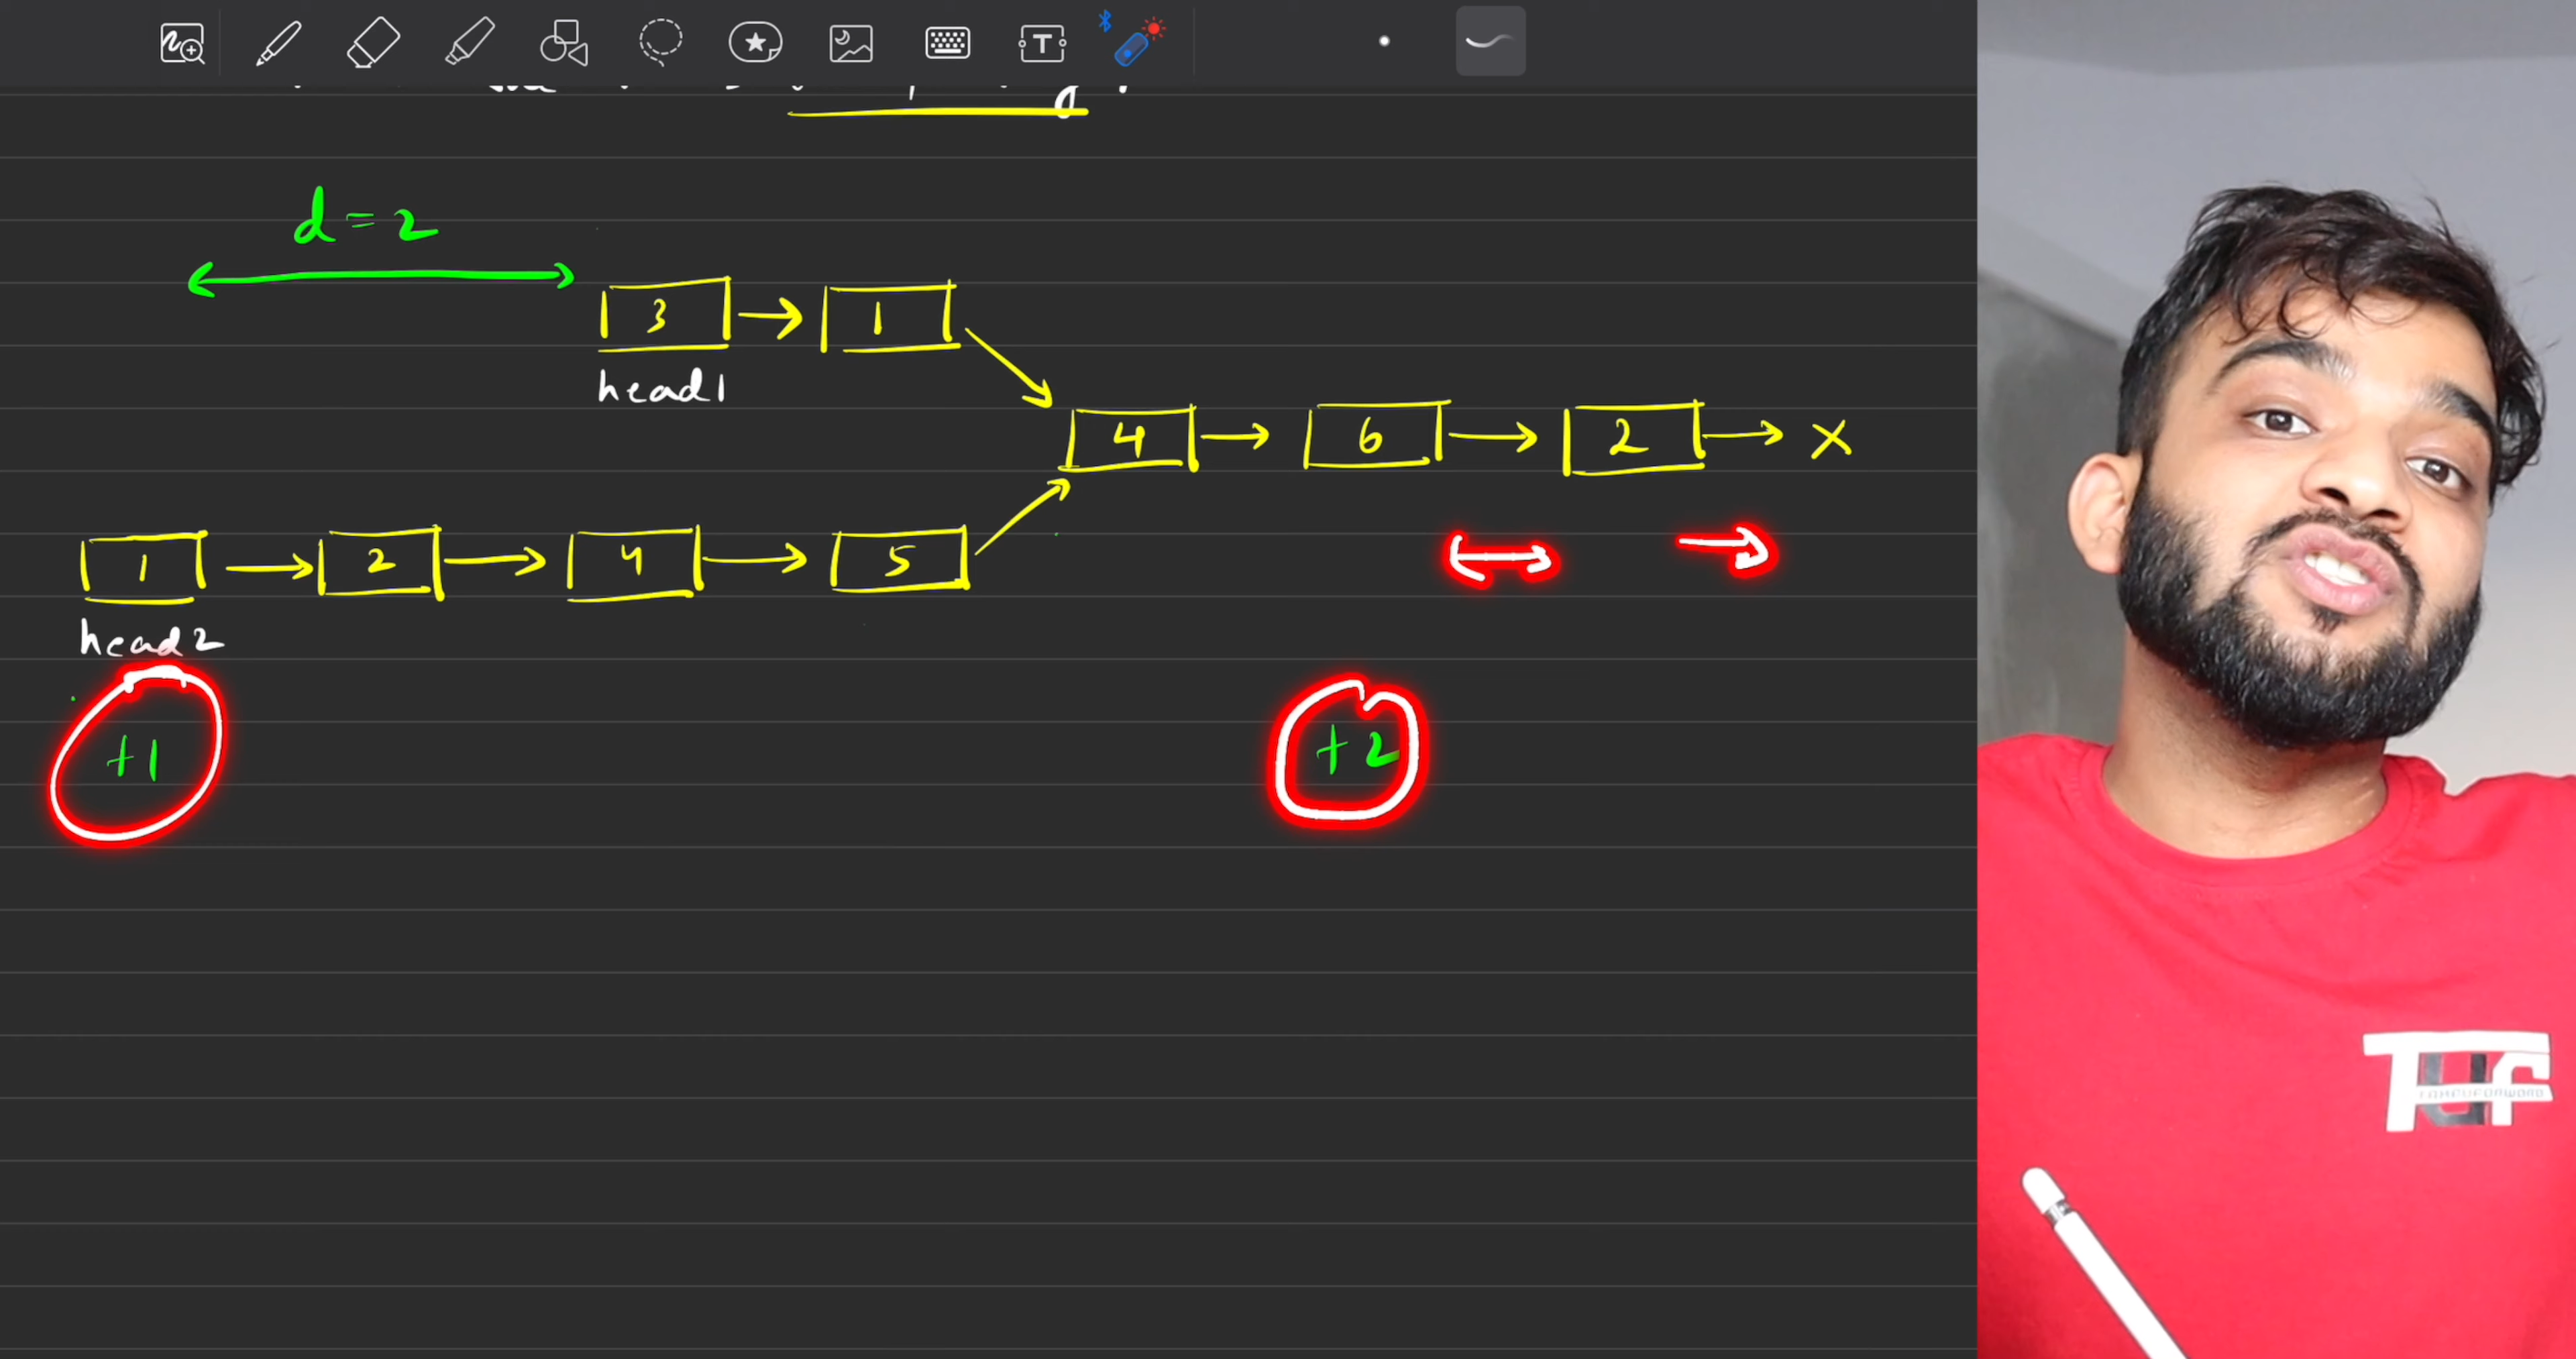 d = 2
3 → 1
head1
4 → 6 → 2 → X
1 → 2 → 4 → 5
head2
+1
+2
TUF